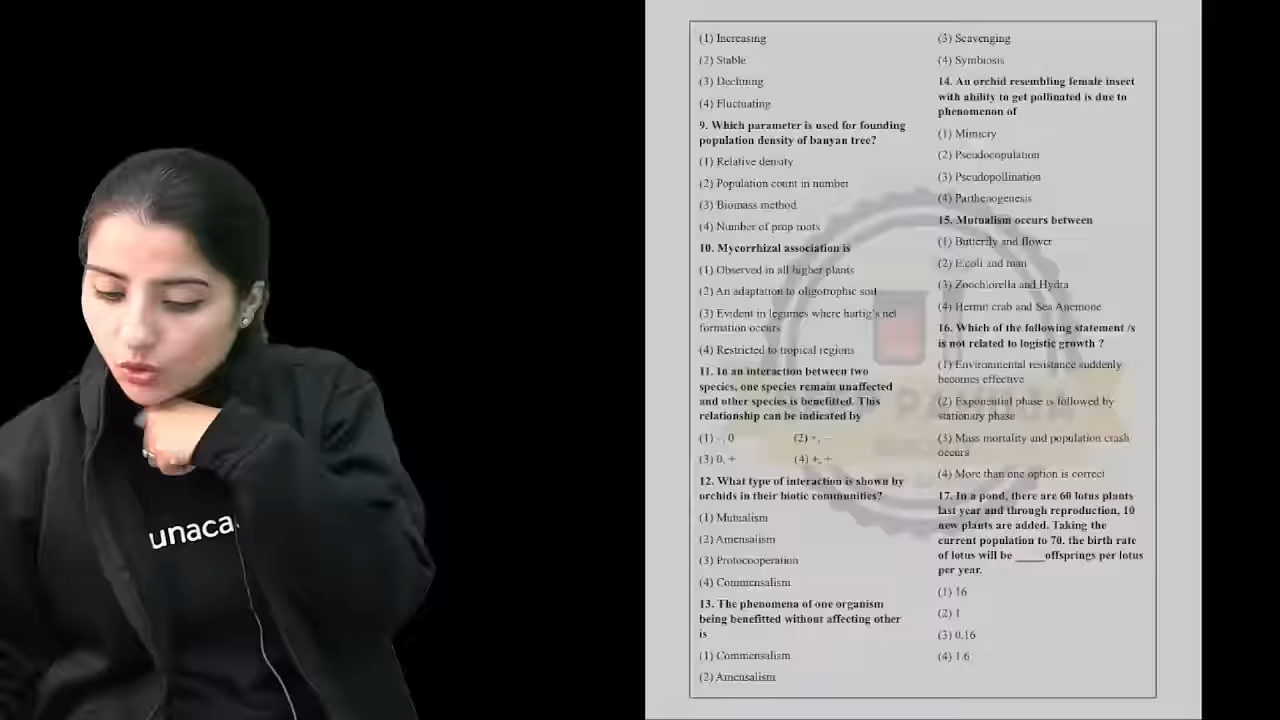 unaca
(1) Increasing
(2) Stable
(3) Declining
(4) Fluctuating
9. Which parameter is used for founding
population density of banyan tree?
(1) Relative density
(2) Population count in number
(3) Biomass method
(4) Number of prop roots
10. Mycorrhizal association is
(1) Observed in all higher plants
(2) An adaptation to oligotrophic soil
(3) Evident in legumes where hartig's net
formation occurs
(4) Restricted to tropical regions
11. In an interaction between two
species, one species remain unaffected
and other species is benefitted. This
relationship can be indicated by
(1) –, 0 (2) +, –
(3) 0, + (4) +, +
12. What type of interaction is shown by
orchids in their biotic communities?
(1) Mutualism
(2) Amensalism
(3) Protocooperation
(4) Commensalism
13. The phenomena of one organism
being benefitted without affecting other
is
(1) Commensalism
(2) Amensalism
(3) Scavenging
(4) Symbiosis
14. An orchid resembling female insect
with ability to get pollinated is due to
phenomenon of
(1) Mimicry
(2) Pseudocopulation
(3) Pseudopollination
(4) Parthenogenesis
15. Mutualism occurs between
(1) Butterfly and flower
(2) E.coli and man
(3) Zoochlorella and Hydra
(4) Hermit crab and Sea Anemone
16. Which of the following statement /s
is not related to logistic growth ?
(1) Environmental resistance suddenly
becomes effective
(2) Exponential phase is followed by
stationary phase
(3) Mass mortality and population crash
occurs
(4) More than one option is correct
17. In a pond, there are 60 lotus plants
last year and through reproduction, 10
new plants are added. Taking the
current population to 70, the birth rate
of lotus will be _____offsprings per lotus
per year.
(1) 16
(2) 1
(3) 0.16
(4) 1.6